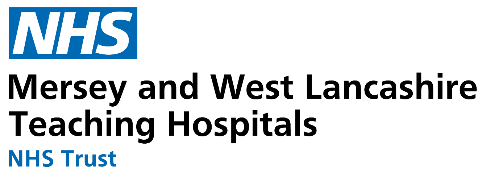 NHS
Mersey and West Lancashire
Teaching Hospitals
NHS Trust